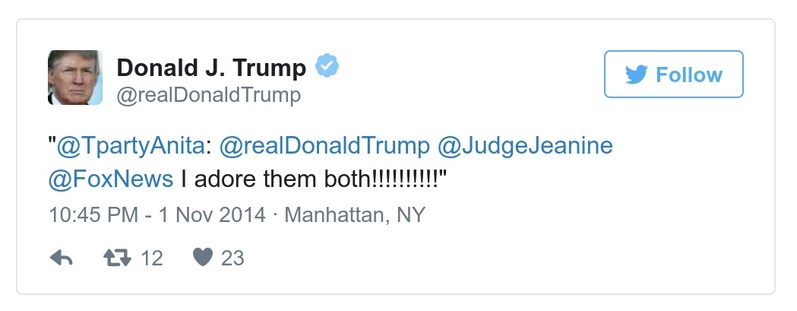 Donald J. Trump
@realDonaldTrump
Follow
"@TpartyAnita: @realDonaldTrump @JudgeJeanine
@FoxNews I adore them both!!!!!!!!!!"
10:45 PM - 1 Nov 2014 · Manhattan, NY
12 23